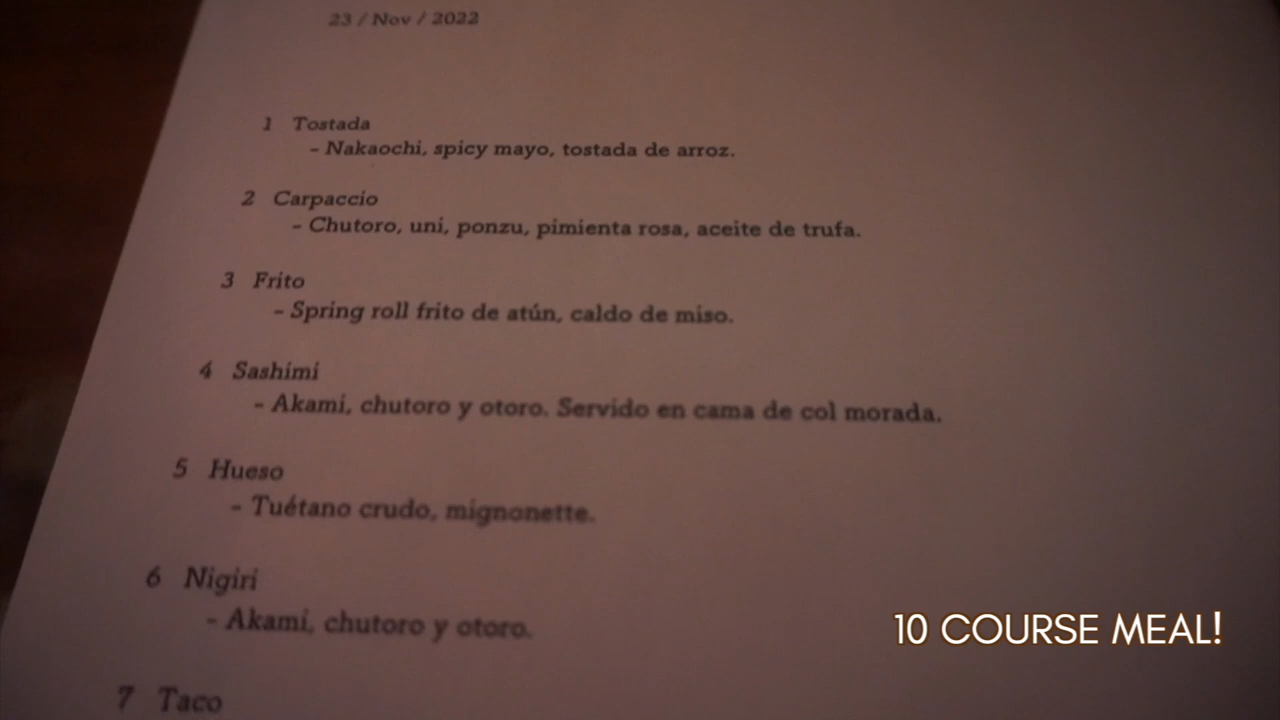 23 / Nov / 2022
1 Tostada
- Nakaochi, spicy mayo, tostada de arroz.
2 Carpaccio
- Chutoro, uni, ponzu, pimienta rosa, aceite de trufa.
3 Frito
- Spring roll frito de atún, caldo de miso.
4 Sashimi
- Akami, chutoro y otoro. Servido en cama de col morada.
5 Hueso
- Tuétano crudo, mignonette.
6 Nigiri
- Akami, chutoro y otoro.
7 Taco
10 COURSE MEAL!